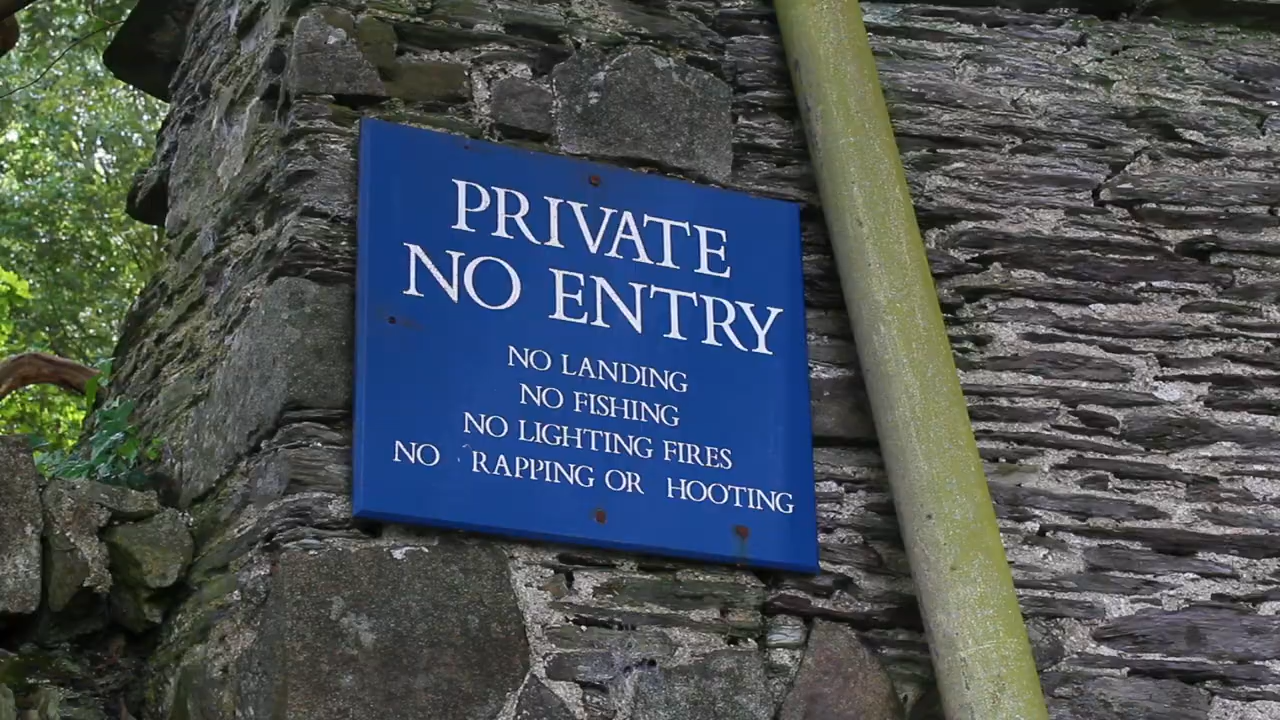 PRIVATE
NO ENTRY
NO LANDING
NO FISHING
NO LIGHTING FIRES
NO RAPPING OR HOOTING